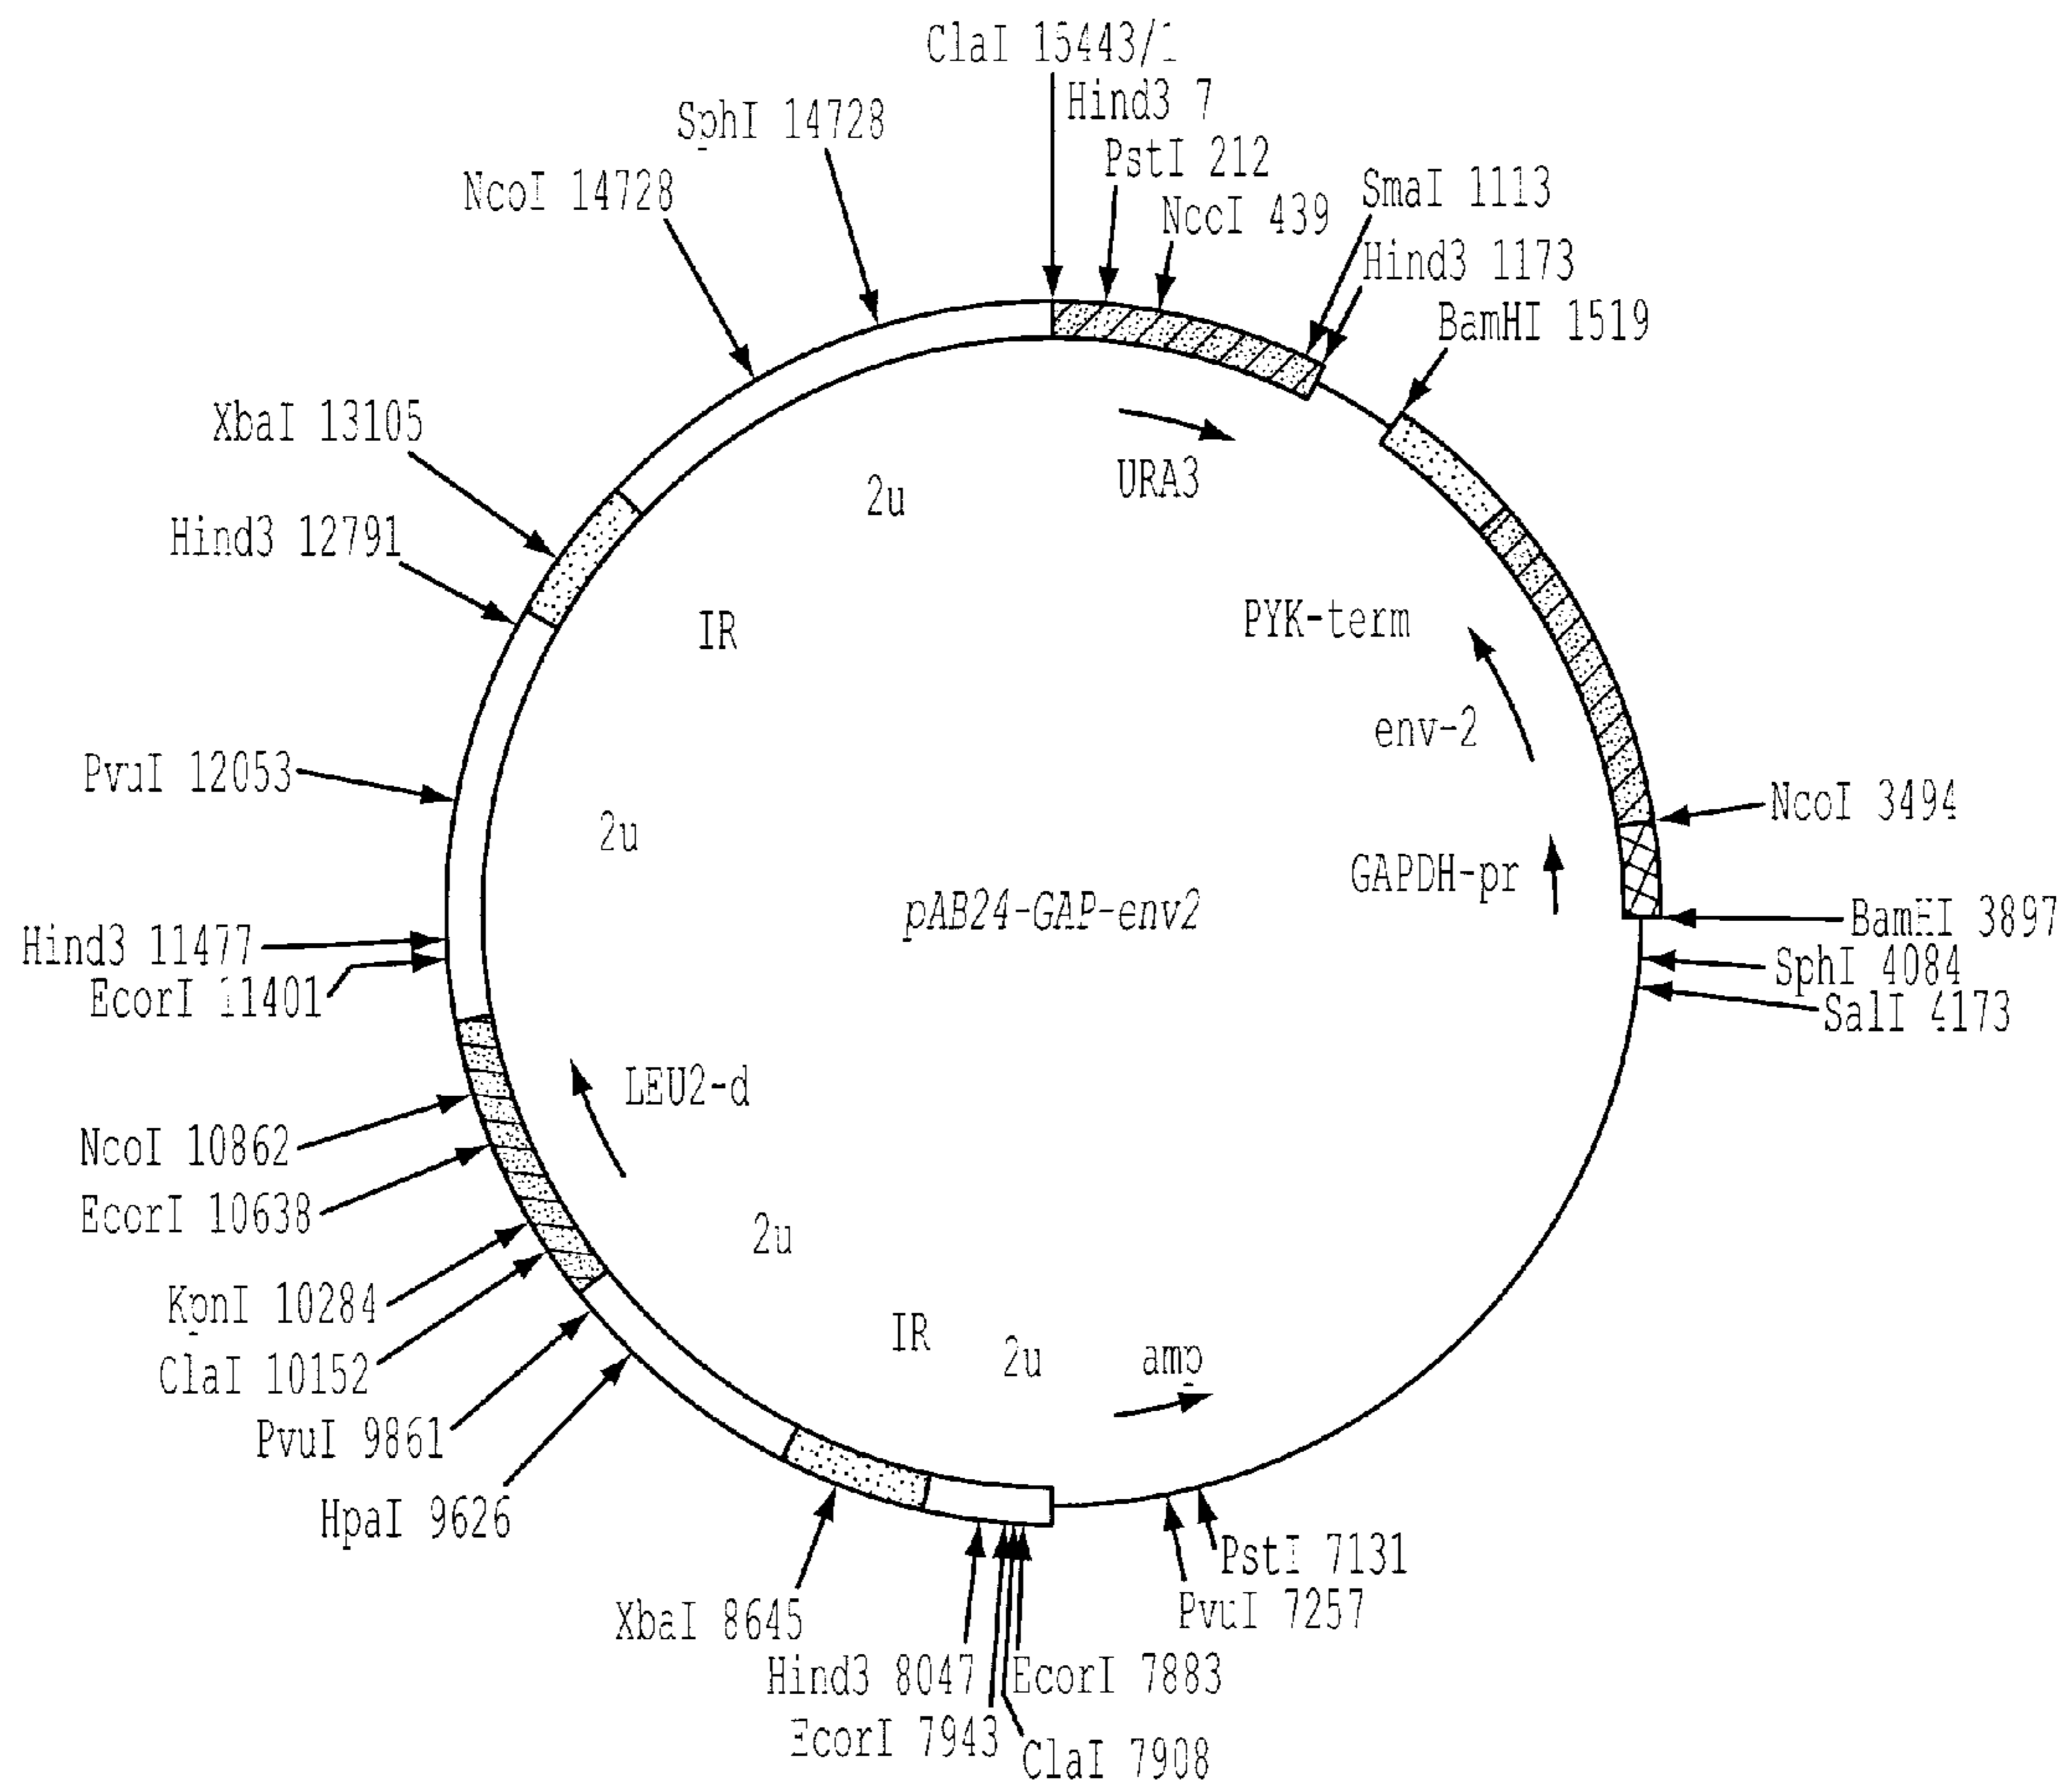 ClaI 15443/1
Hind3 7
SphI 14728
PstI 212
NcoI 14728
NccI 439
SmaI 1113
Hind3 1173
BamHI 1519
XbaI 13105
URA3
2u
Hind3 12791
PYK-term
IR
env-2
PvuI 12053
NcoI 3494
2u
GAPDH-pr
pAB24-GAP-env2
BamHI 3897
Hind3 11477
SphI 4084
EcorI 11401
SalI 4173
LEU2-d
NcoI 10862
EcorI 10638
2u
KpnI 10284
IR
2u
amp
ClaI 10152
PvuI 9861
HpaI 9626
PstI 7131
PvuI 7257
XbaI 8645
Hind3 8047
EcorI 7883
EcorI 7943
ClaI 7908